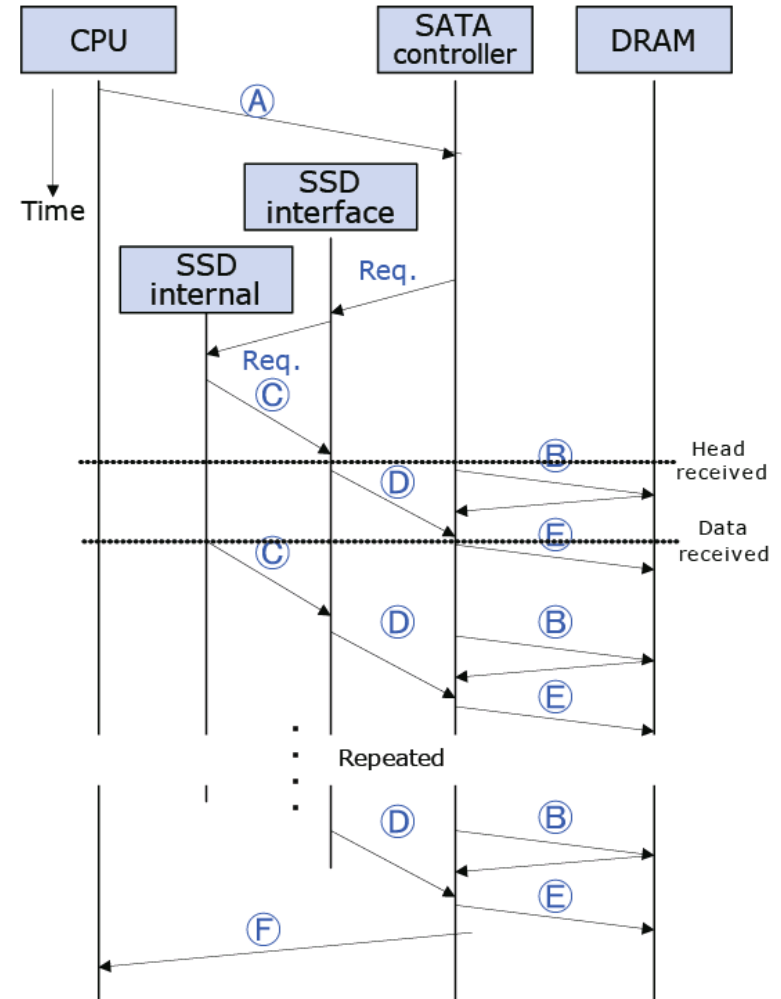 CPU
SATA
controller
DRAM
Ⓐ
Time
SSD
interface
SSD
internal
Req.
Req.
Ⓒ
Ⓑ
Head
received
Ⓓ
Ⓔ
Data
received
Ⓒ
Ⓓ
Ⓑ
Ⓔ
Repeated
Ⓓ
Ⓑ
Ⓔ
Ⓕ